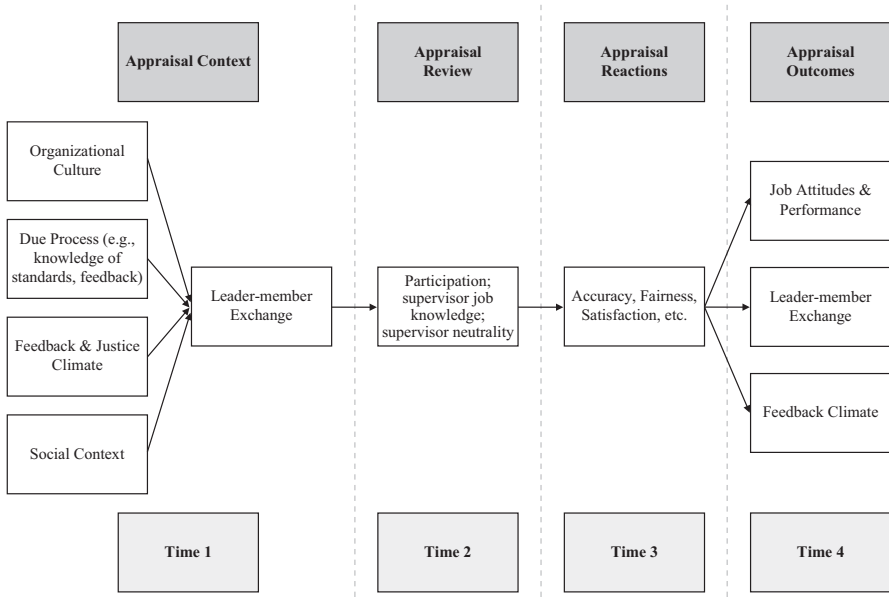 Appraisal Context
Appraisal
Review
Appraisal
Reactions
Appraisal
Outcomes
Organizational
Culture
Due Process (e.g.,
knowledge of
standards, feedback)
Feedback & Justice
Climate
Social Context
Leader-member
Exchange
Participation;
supervisor job
knowledge;
supervisor neutrality
Accuracy, Fairness,
Satisfaction, etc.
Job Attitudes &
Performance
Leader-member
Exchange
Feedback Climate
Time 1
Time 2
Time 3
Time 4